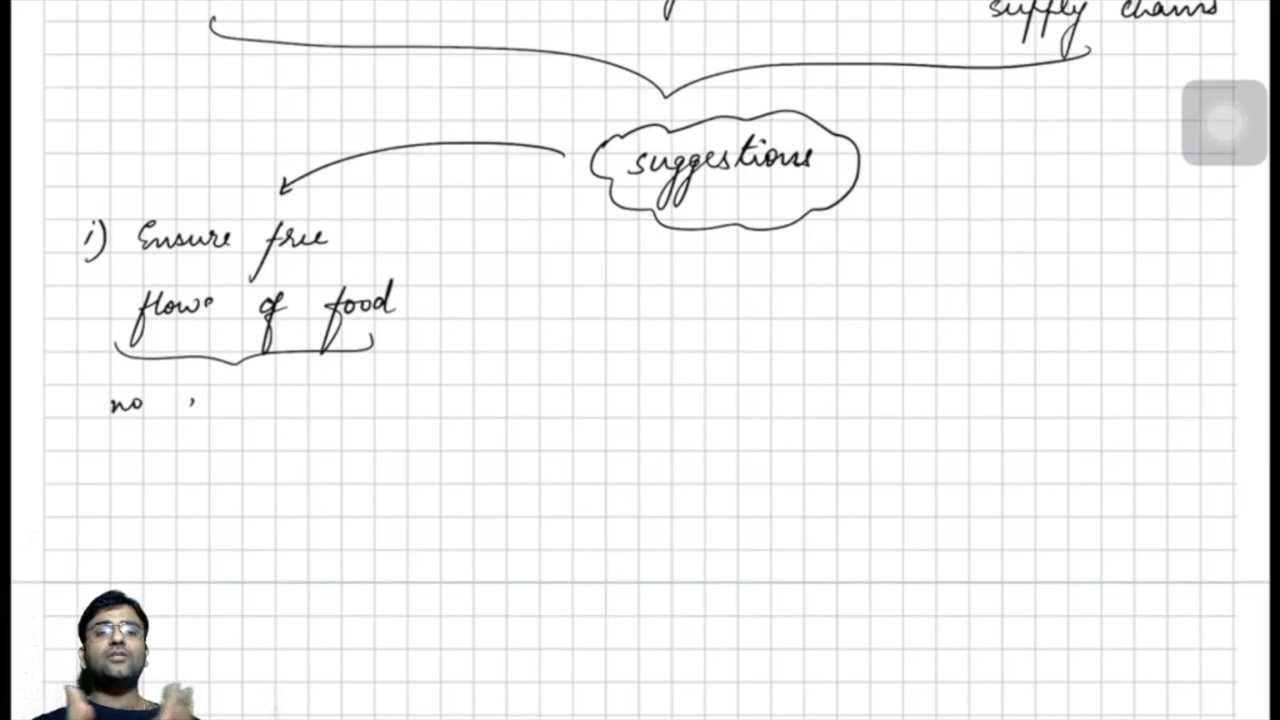 supply chains
suggestions
i) Ensure free
flow of food
no